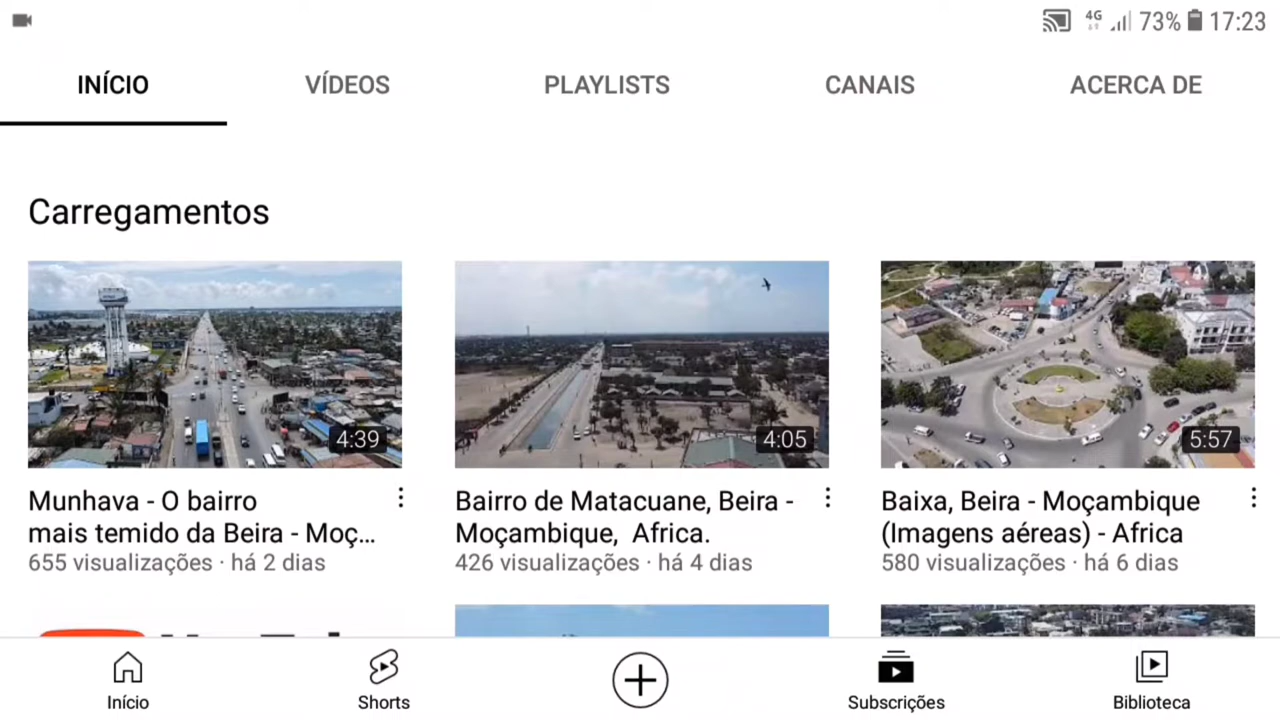 4G 73% 17:23
INÍCIO VÍDEOS PLAYLISTS CANAIS ACERCA DE
Carregamentos
4:39 4:05 5:57
Munhava - O bairro
mais temido da Beira - Moç...
655 visualizações · há 2 dias
Bairro de Matacuane, Beira -
Moçambique, Africa.
426 visualizações · há 4 dias
Baixa, Beira - Moçambique
(Imagens aéreas) - Africa
580 visualizações · há 6 dias
Início Shorts Subscrições Biblioteca